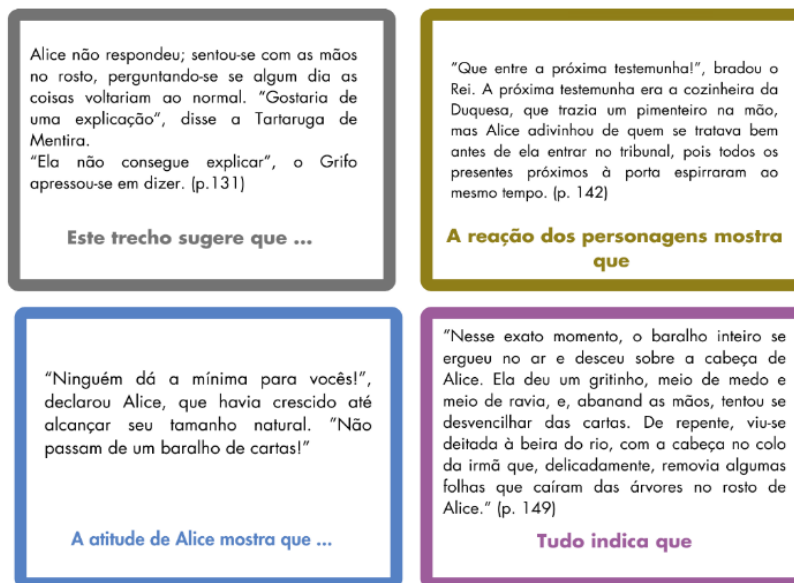 Alice não respondeu; sentou-se com as mãos
no rosto, perguntando-se se algum dia as
coisas voltariam ao normal. “Gostaria de
uma explicação”, disse a Tartaruga de
Mentira.
“Ela não consegue explicar”, o Grifo
apressou-se em dizer. (p.131)
Este trecho sugere que ...
“Que entre a próxima testemunha!”, bradou o
Rei. A próxima testemunha era a cozinheira da
Duquesa, que trazia um pimenteiro na mão,
mas Alice adivinhou de quem se tratava bem
antes de ela entrar no tribunal, pois todos os
presentes próximos à porta espirraram ao
mesmo tempo. (p. 142)
A reação dos personagens mostra
que
“Ninguém dá a mínima para vocês!”,
declarou Alice, que havia crescido até
alcançar seu tamanho natural. “Não
passam de um baralho de cartas!”
A atitude de Alice mostra que ...
“Nesse exato momento, o baralho inteiro se
ergueu no ar e desceu sobre a cabeça de
Alice. Ela deu um gritinho, meio de medo e
meio de ravia, e, abanand as mãos, tentou se
desvencilhar das cartas. De repente, viu-se
deitada à beira do rio, com a cabeça no colo
da irmã que, delicadamente, removia algumas
folhas que caíram das árvores no rosto de
Alice.” (p. 149)
Tudo indica que